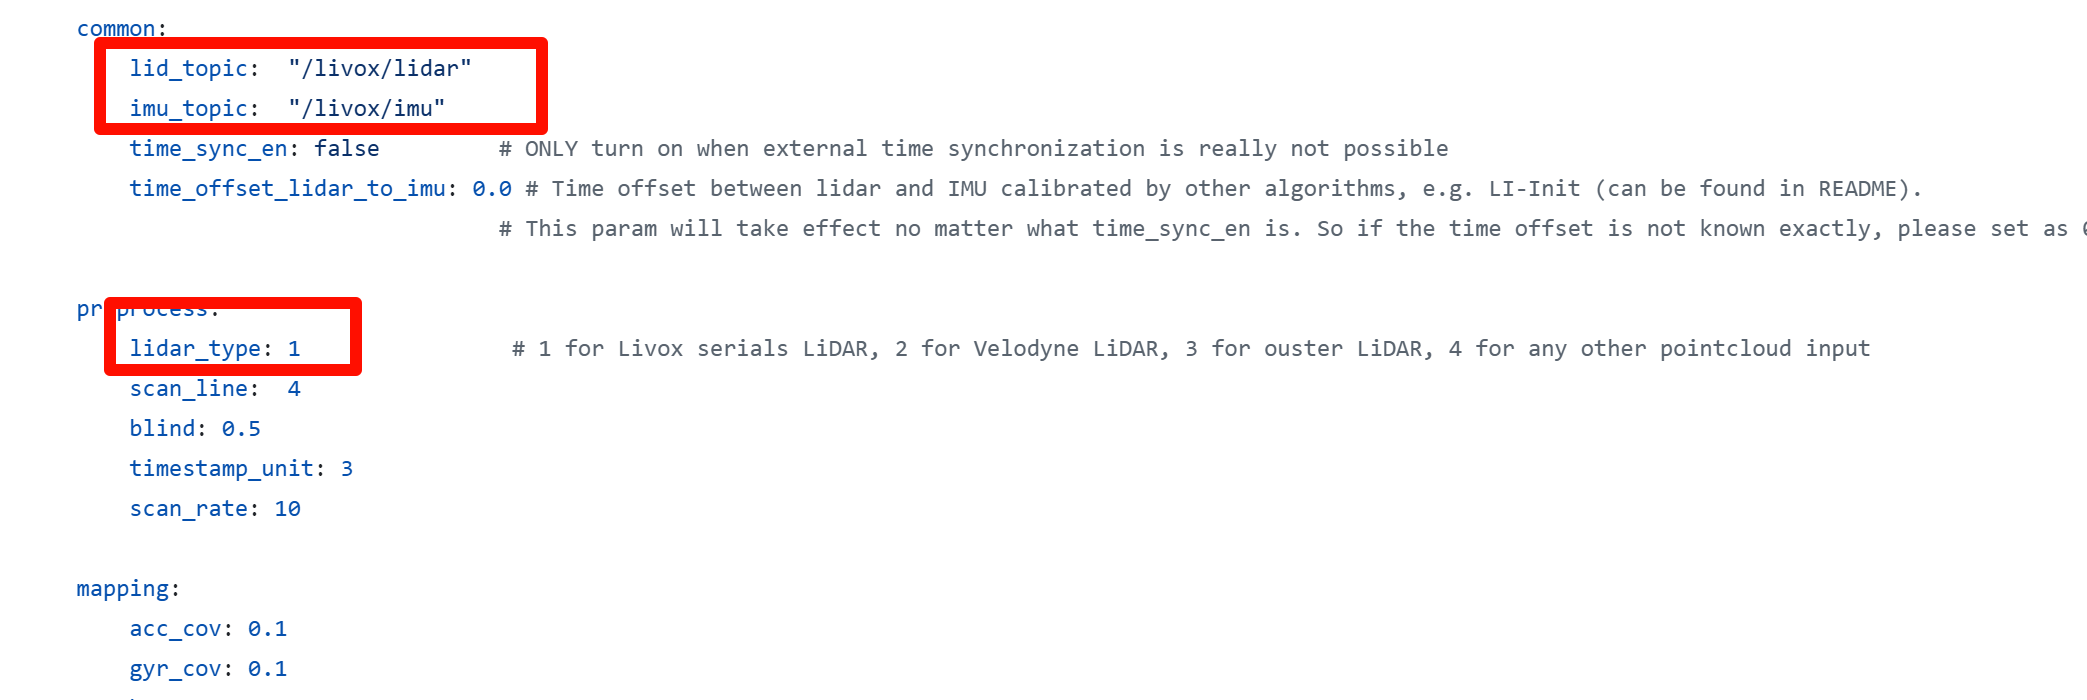 common:
lid_topic:  "/livox/lidar"
imu_topic:  "/livox/imu"
time_sync_en: false         # ONLY turn on when external time synchronization is really not possible
time_offset_lidar_to_imu: 0.0 # Time offset between lidar and IMU calibrated by other algorithms, e.g. LI-Init (can be found in README).
# This param will take effect no matter what time_sync_en is. So if the time offset is not known exactly, please set as
preprocess:
lidar_type: 1                # 1 for Livox serials LiDAR, 2 for Velodyne LiDAR, 3 for ouster LiDAR, 4 for any other pointcloud input
scan_line:  4
blind: 0.5
timestamp_unit: 3
scan_rate: 10
mapping:
acc_cov: 0.1
gyr_cov: 0.1